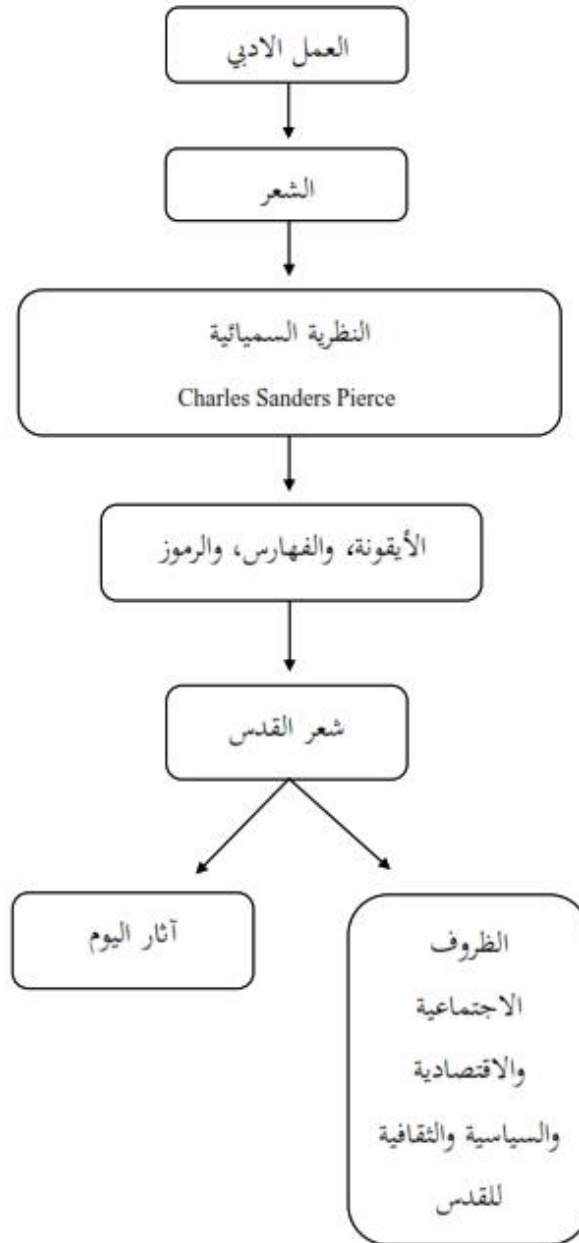 العمل الادبي
الشعر
النظرية السميائية
Charles Sanders Pierce
الأيقونة، والفهارس، والرموز
شعر القدس
آثار اليوم
الظروف
الاجتماعية
والاقتصادية
والسياسية والثقافية
للقدس